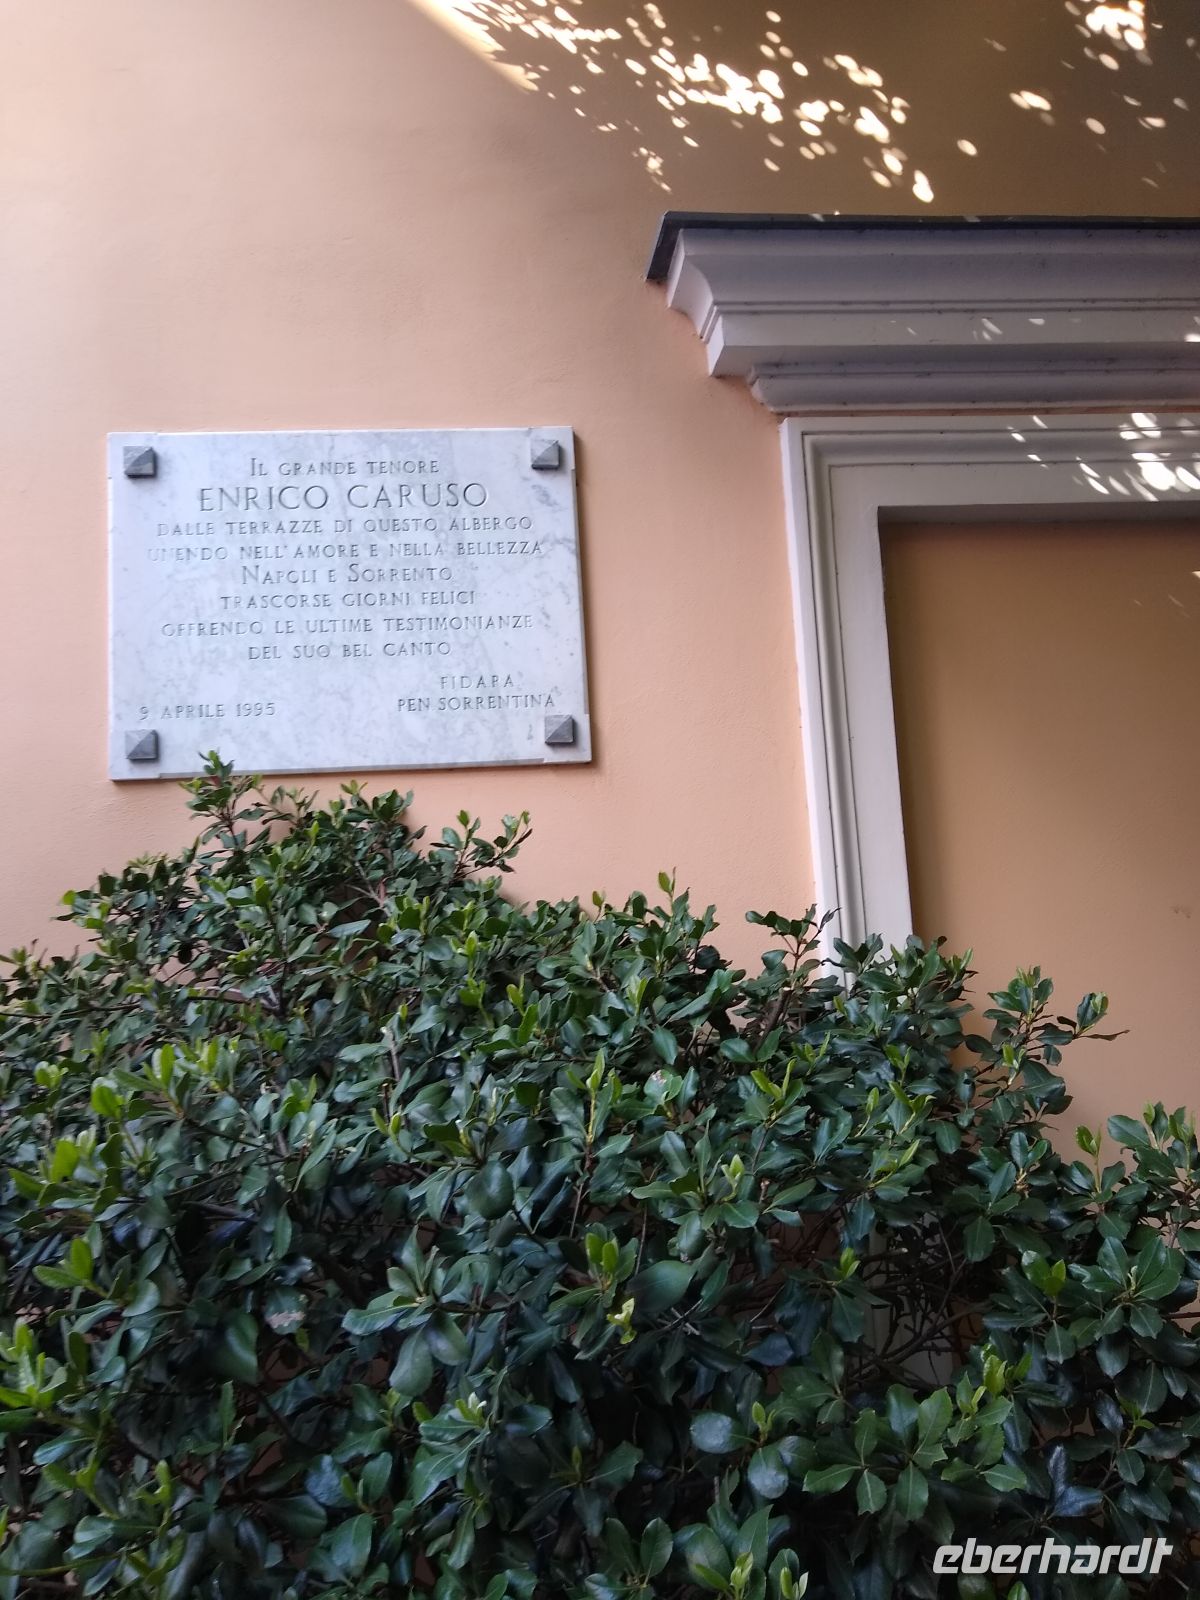 IL GRANDE TENORE
ENRICO CARUSO
DALLE TERRAZZE DI QUESTO ALBERGO
UNENDO NELL'AMORE E NELLA BELLEZZA
NAPOLI E SORRENTO
TRASCORSE GIORNI FELICI
OFFRENDO LE ULTIME TESTIMONIANZE
DEL SUO BEL CANTO
FIDAPA
9 APRILE 1995 PEN. SORRENTINA
eberhardt